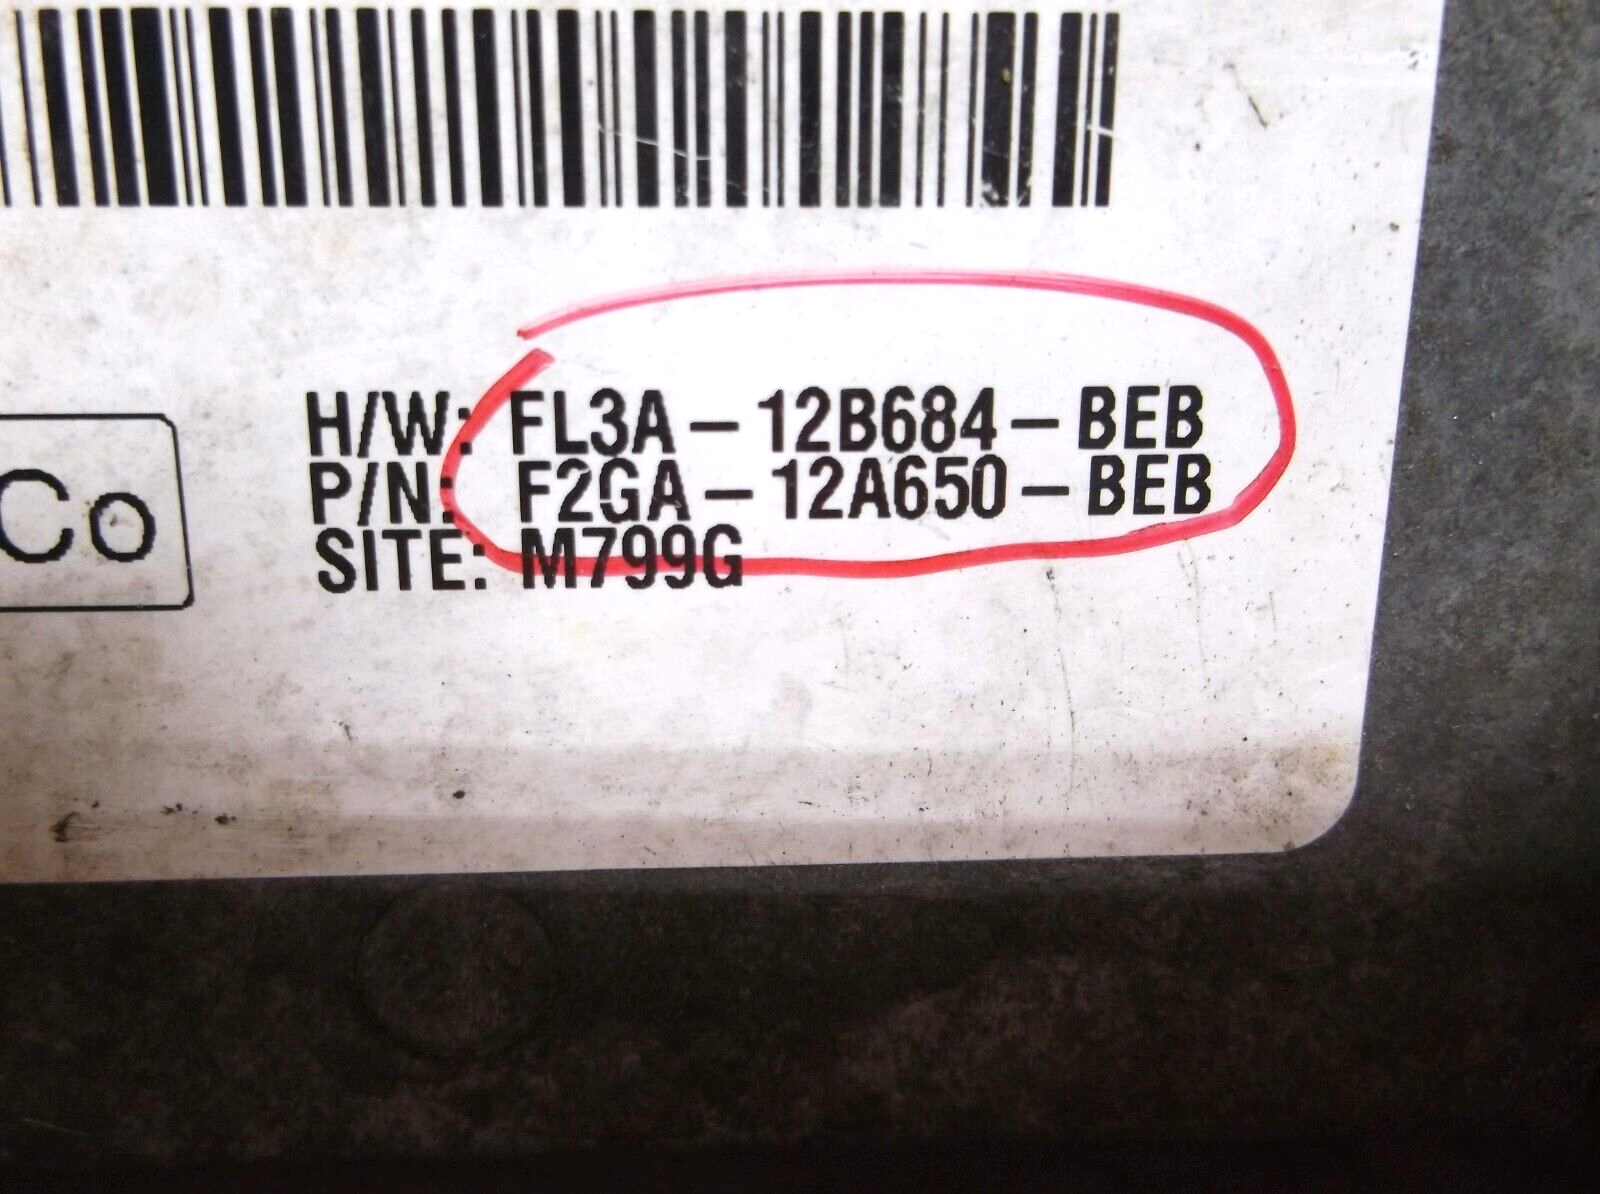 H/W: FL3A-12B684-BEB
P/N: F2GA-12A650-BEB
SITE: M799G
Co